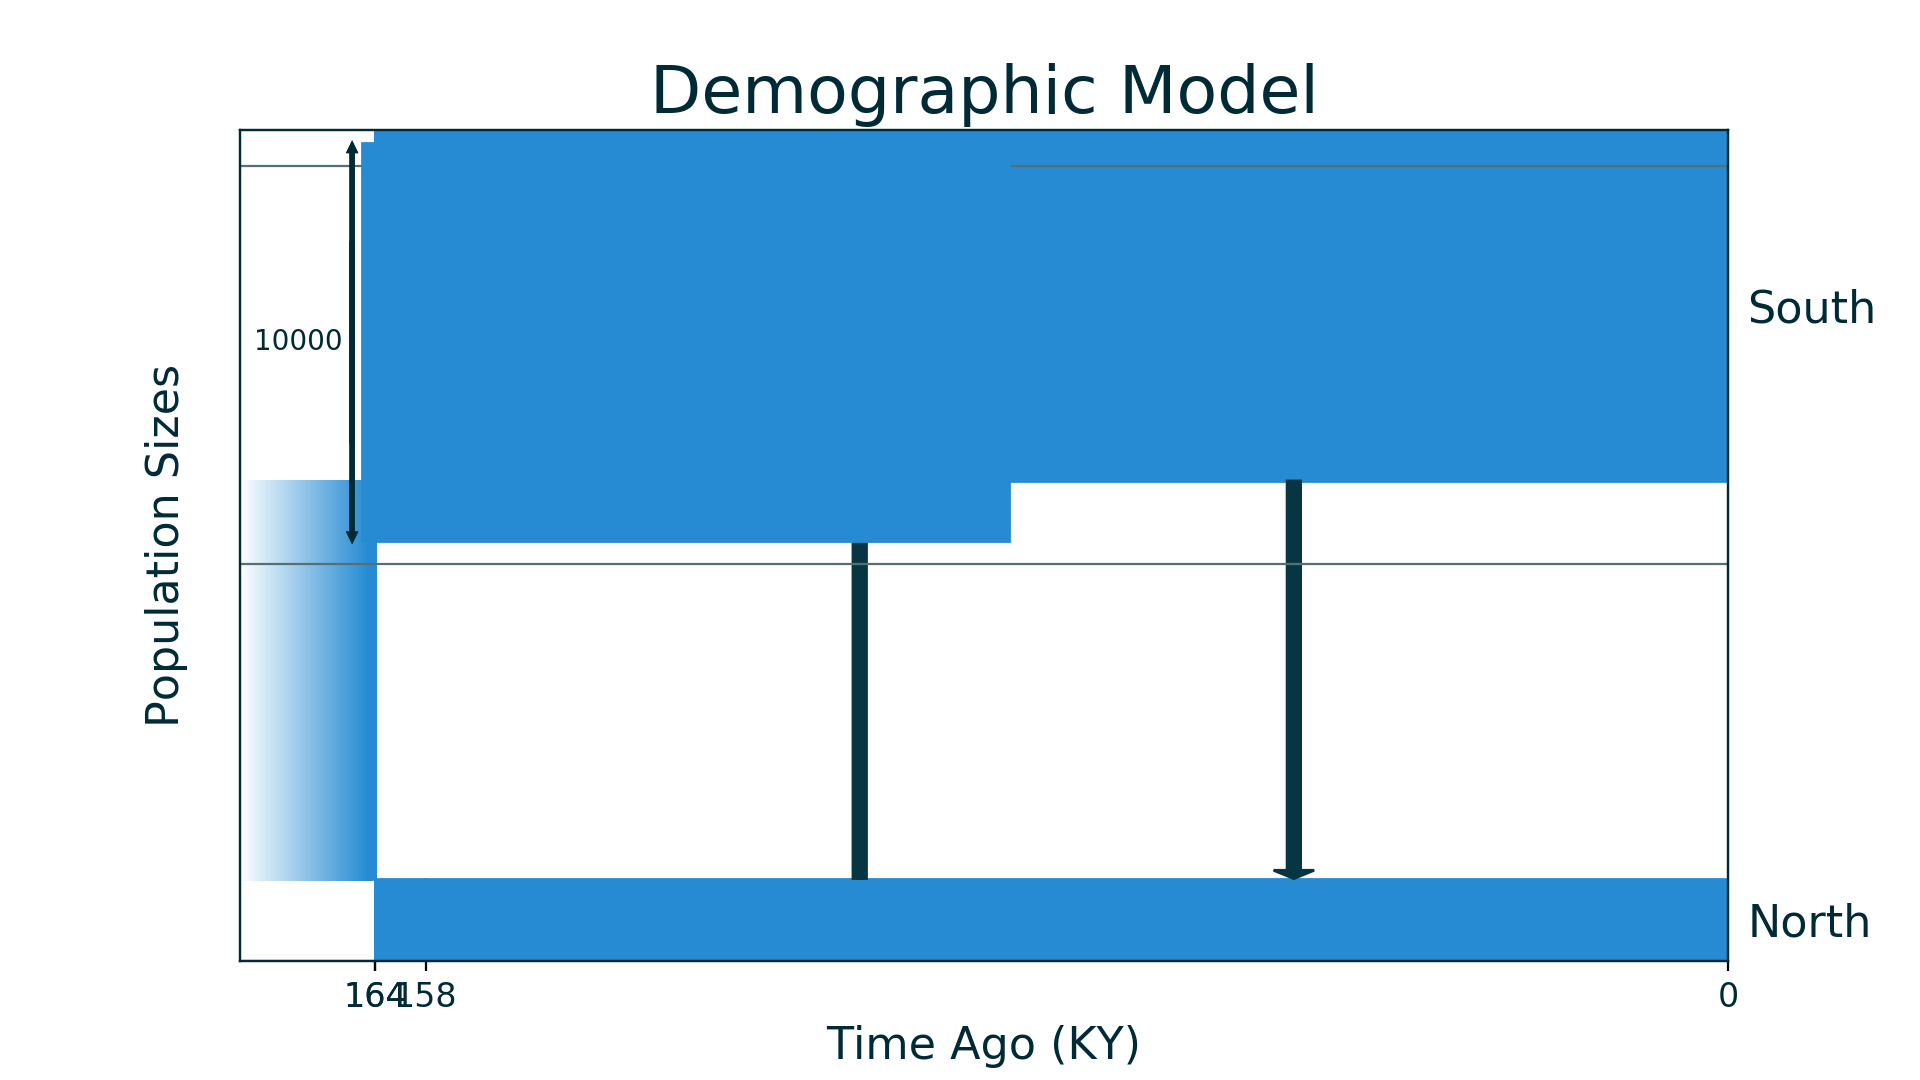 Demographic Model
South
10000
Population Sizes
North
164
158
0
Time Ago (KY)